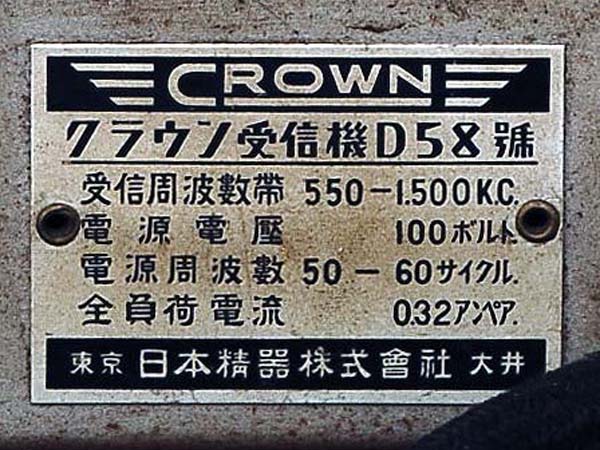 CROWN
クラウン受信機D58號
受信周波數帶 550-1.500K.C.
電源電壓 100ボルト.
電源周波數 50-60サイクル.
全負荷電流 0.32アンペア.
東京 日本精器株式會社 大井